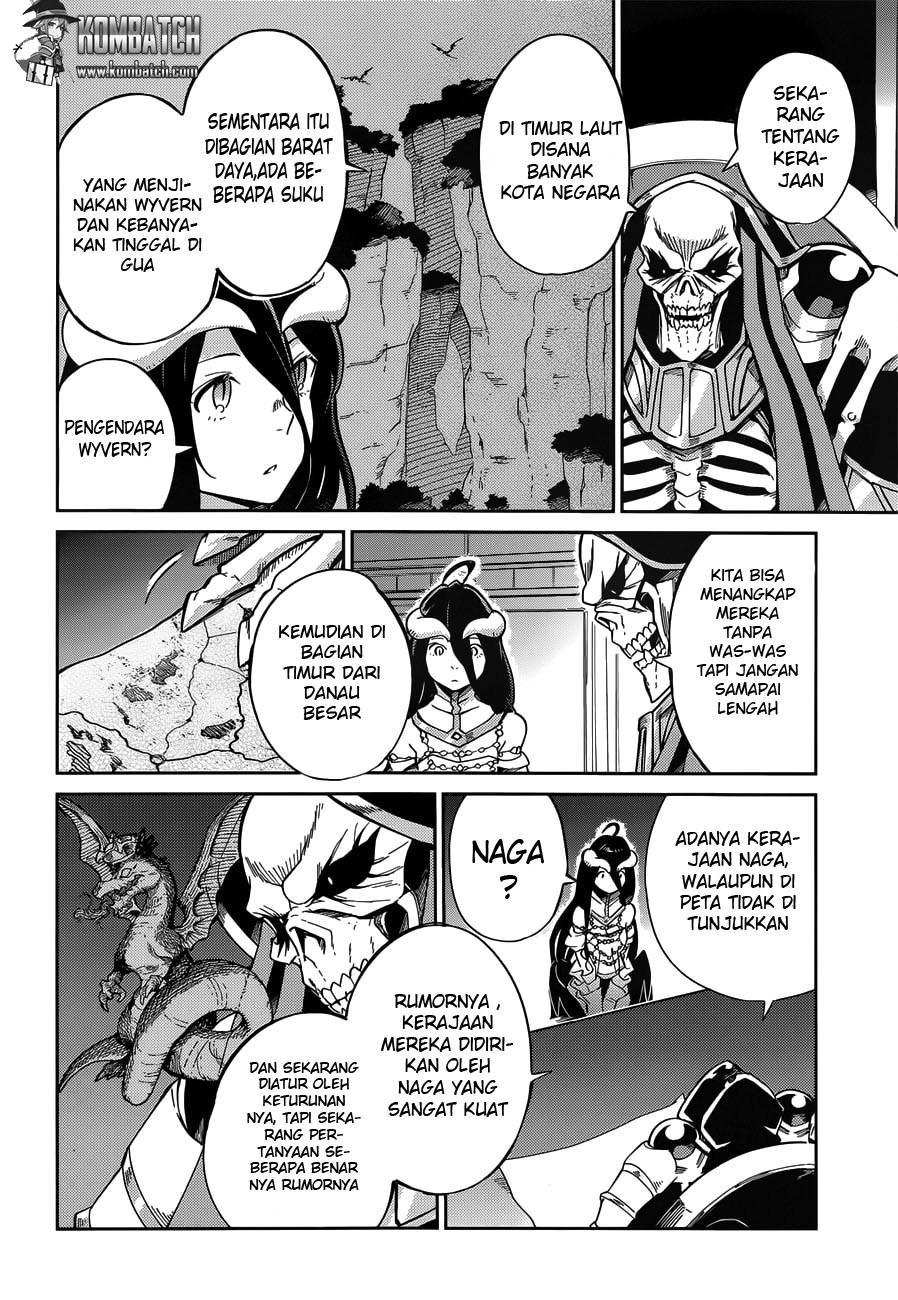 KOMBATCH
www.kombatch.com
SEKA-
RANG
TENTANG
KERA-
JAAN
DI TIMUR LAUT
DISANA
BANYAK
KOTA NEGARA
SEMENTARA ITU
DIBAGIAN BARAT
DAYA,ADA BE-
BERAPA SUKU
YANG MENJI-
NAKAN WYVERN
DAN KEBANYA-
KAN TINGGAL DI
GUA
PENGENDARA
WYVERN?
KITA BISA
MENANGKAP
MEREKA
TANPA
WAS-WAS
TAPI JANGAN
SAMAPAI
LENGAH
KEMUDIAN DI
BAGIAN
TIMUR DARI
DANAU
BESAR
ADANYA KERA-
JAAN NAGA,
WALAUPUN DI
PETA TIDAK DI
TUNJUKKAN
NAGA
?
RUMORNYA ,
KERAJAAN
MEREKA DIDIRI-
KAN OLEH
NAGA YANG
SANGAT KUAT
DAN SEKARANG
DIATUR OLEH
KETURUNAN
NYA, TAPI SEKA-
RANG PER-
TANYAAN SE-
BERAPA BENAR
NYA RUMORNYA